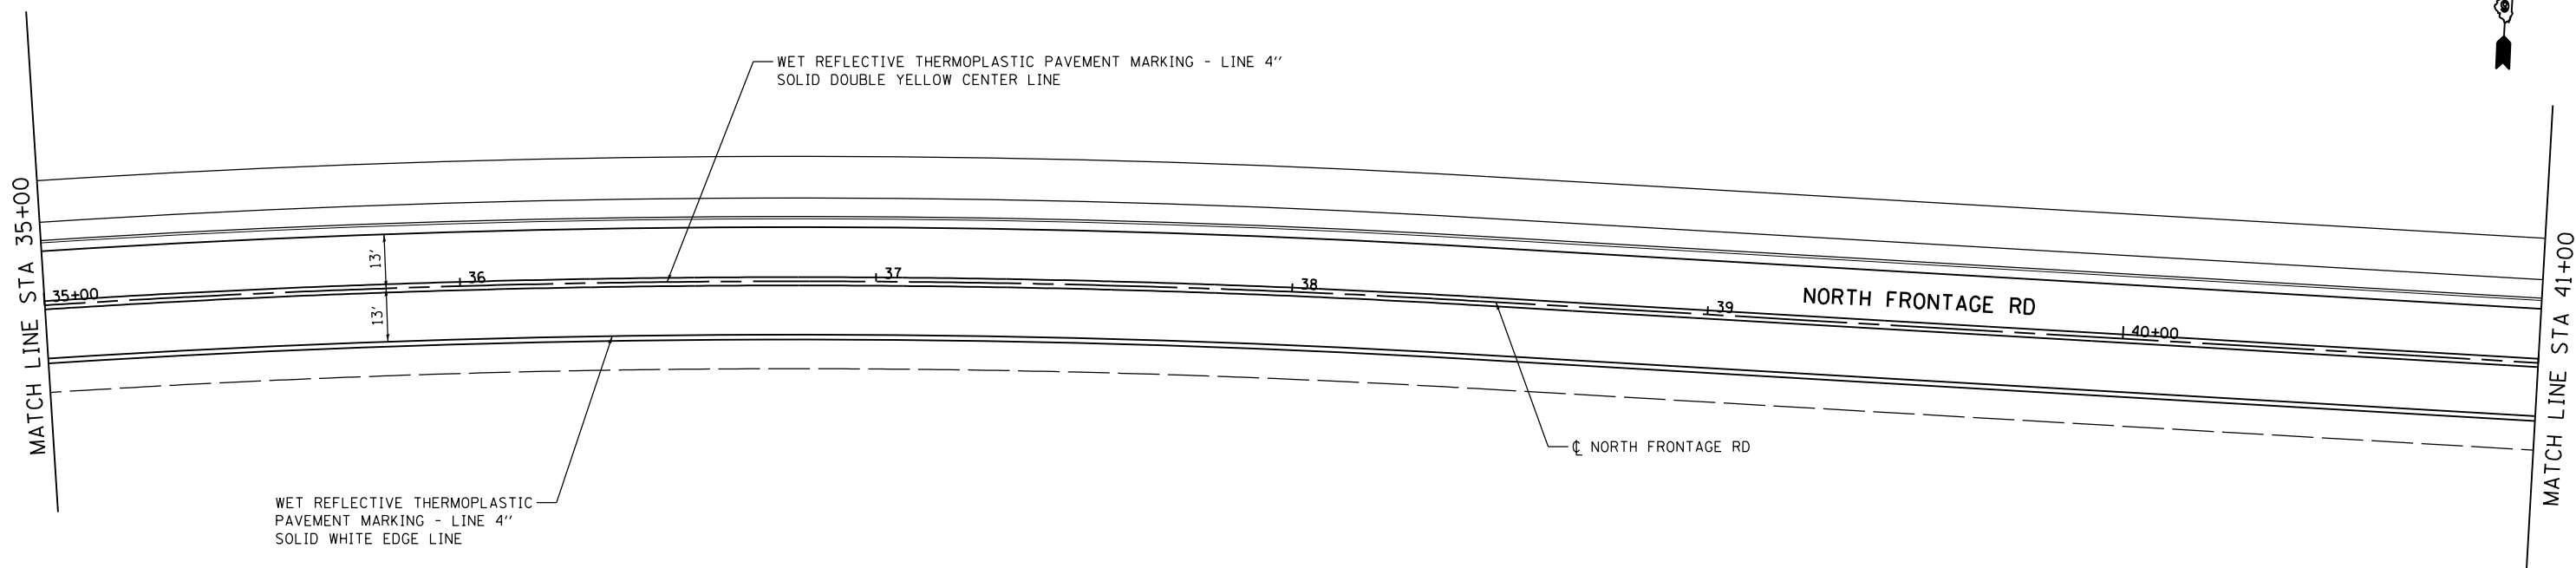 WET REFLECTIVE THERMOPLASTIC PAVEMENT MARKING - LINE 4''
SOLID DOUBLE YELLOW CENTER LINE
MATCH LINE STA 35+00
35+00
13'
13'
36
37
38
39
NORTH FRONTAGE RD
40+00
MATCH LINE STA 41+00
℄ NORTH FRONTAGE RD
WET REFLECTIVE THERMOPLASTIC
PAVEMENT MARKING - LINE 4''
SOLID WHITE EDGE LINE